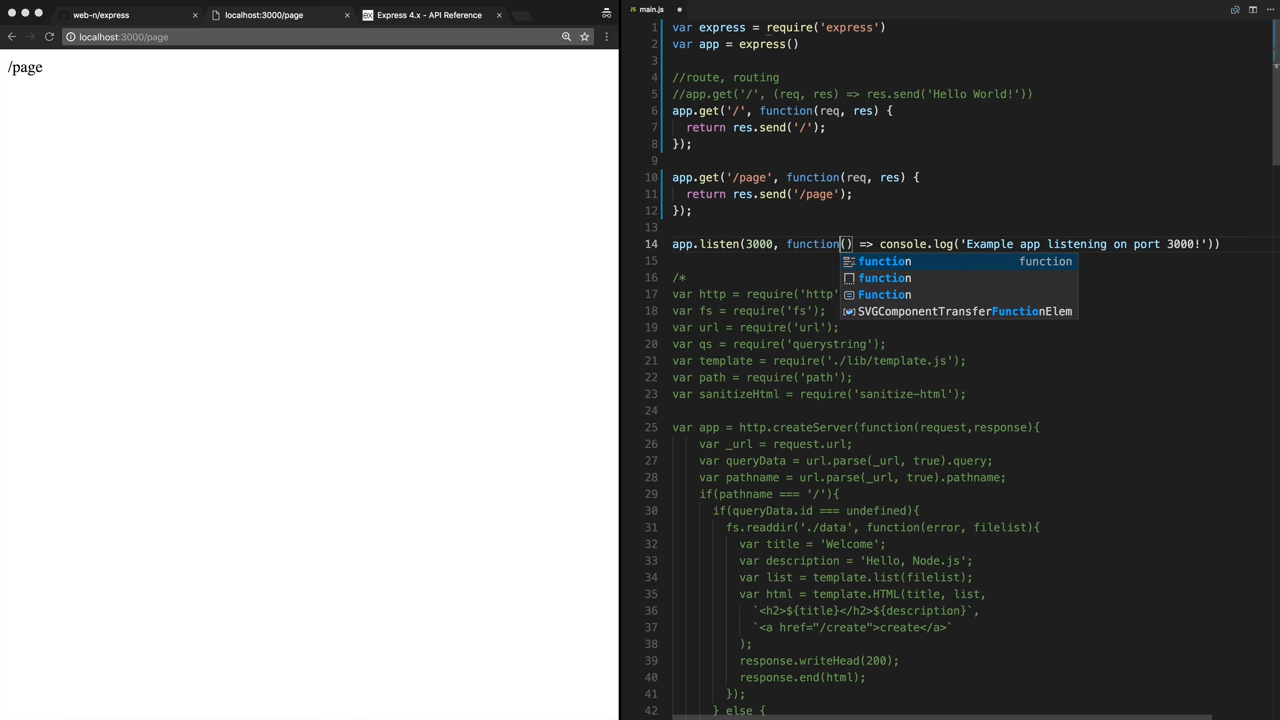 web-n/express
localhost:3000/page
Express 4.x - API Reference
localhost:3000/page
/page
main.js
1 var express = require('express')
2 var app = express()
3
4 //route, routing
5 //app.get('/', (req, res) => res.send('Hello World!'))
6 app.get('/', function(req, res) {
7 return res.send('/');
8 });
9
10 app.get('/page', function(req, res) {
11 return res.send('/page');
12 });
13
14 app.listen(3000, function() => console.log('Example app listening on port 3000!'))
function function
function
Function
SVGComponentTransferFunctionElem
15
16 /*
17 var http = require('http'
18 var fs = require('fs');
19 var url = require('url');
20 var qs = require('querystring');
21 var template = require('./lib/template.js');
22 var path = require('path');
23 var sanitizeHtml = require('sanitize-html');
24
25 var app = http.createServer(function(request,response){
26 var _url = request.url;
27 var queryData = url.parse(_url, true).query;
28 var pathname = url.parse(_url, true).pathname;
29 if(pathname === '/'){
30 if(queryData.id === undefined){
31 fs.readdir('./data', function(error, filelist){
32 var title = 'Welcome';
33 var description = 'Hello, Node.js';
34 var list = template.list(filelist);
35 var html = template.HTML(title, list,
36 `<h2>${title}</h2>${description}`,
37 `<a href="/create">create</a>`
38 );
39 response.writeHead(200);
40 response.end(html);
41 });
42 } else {